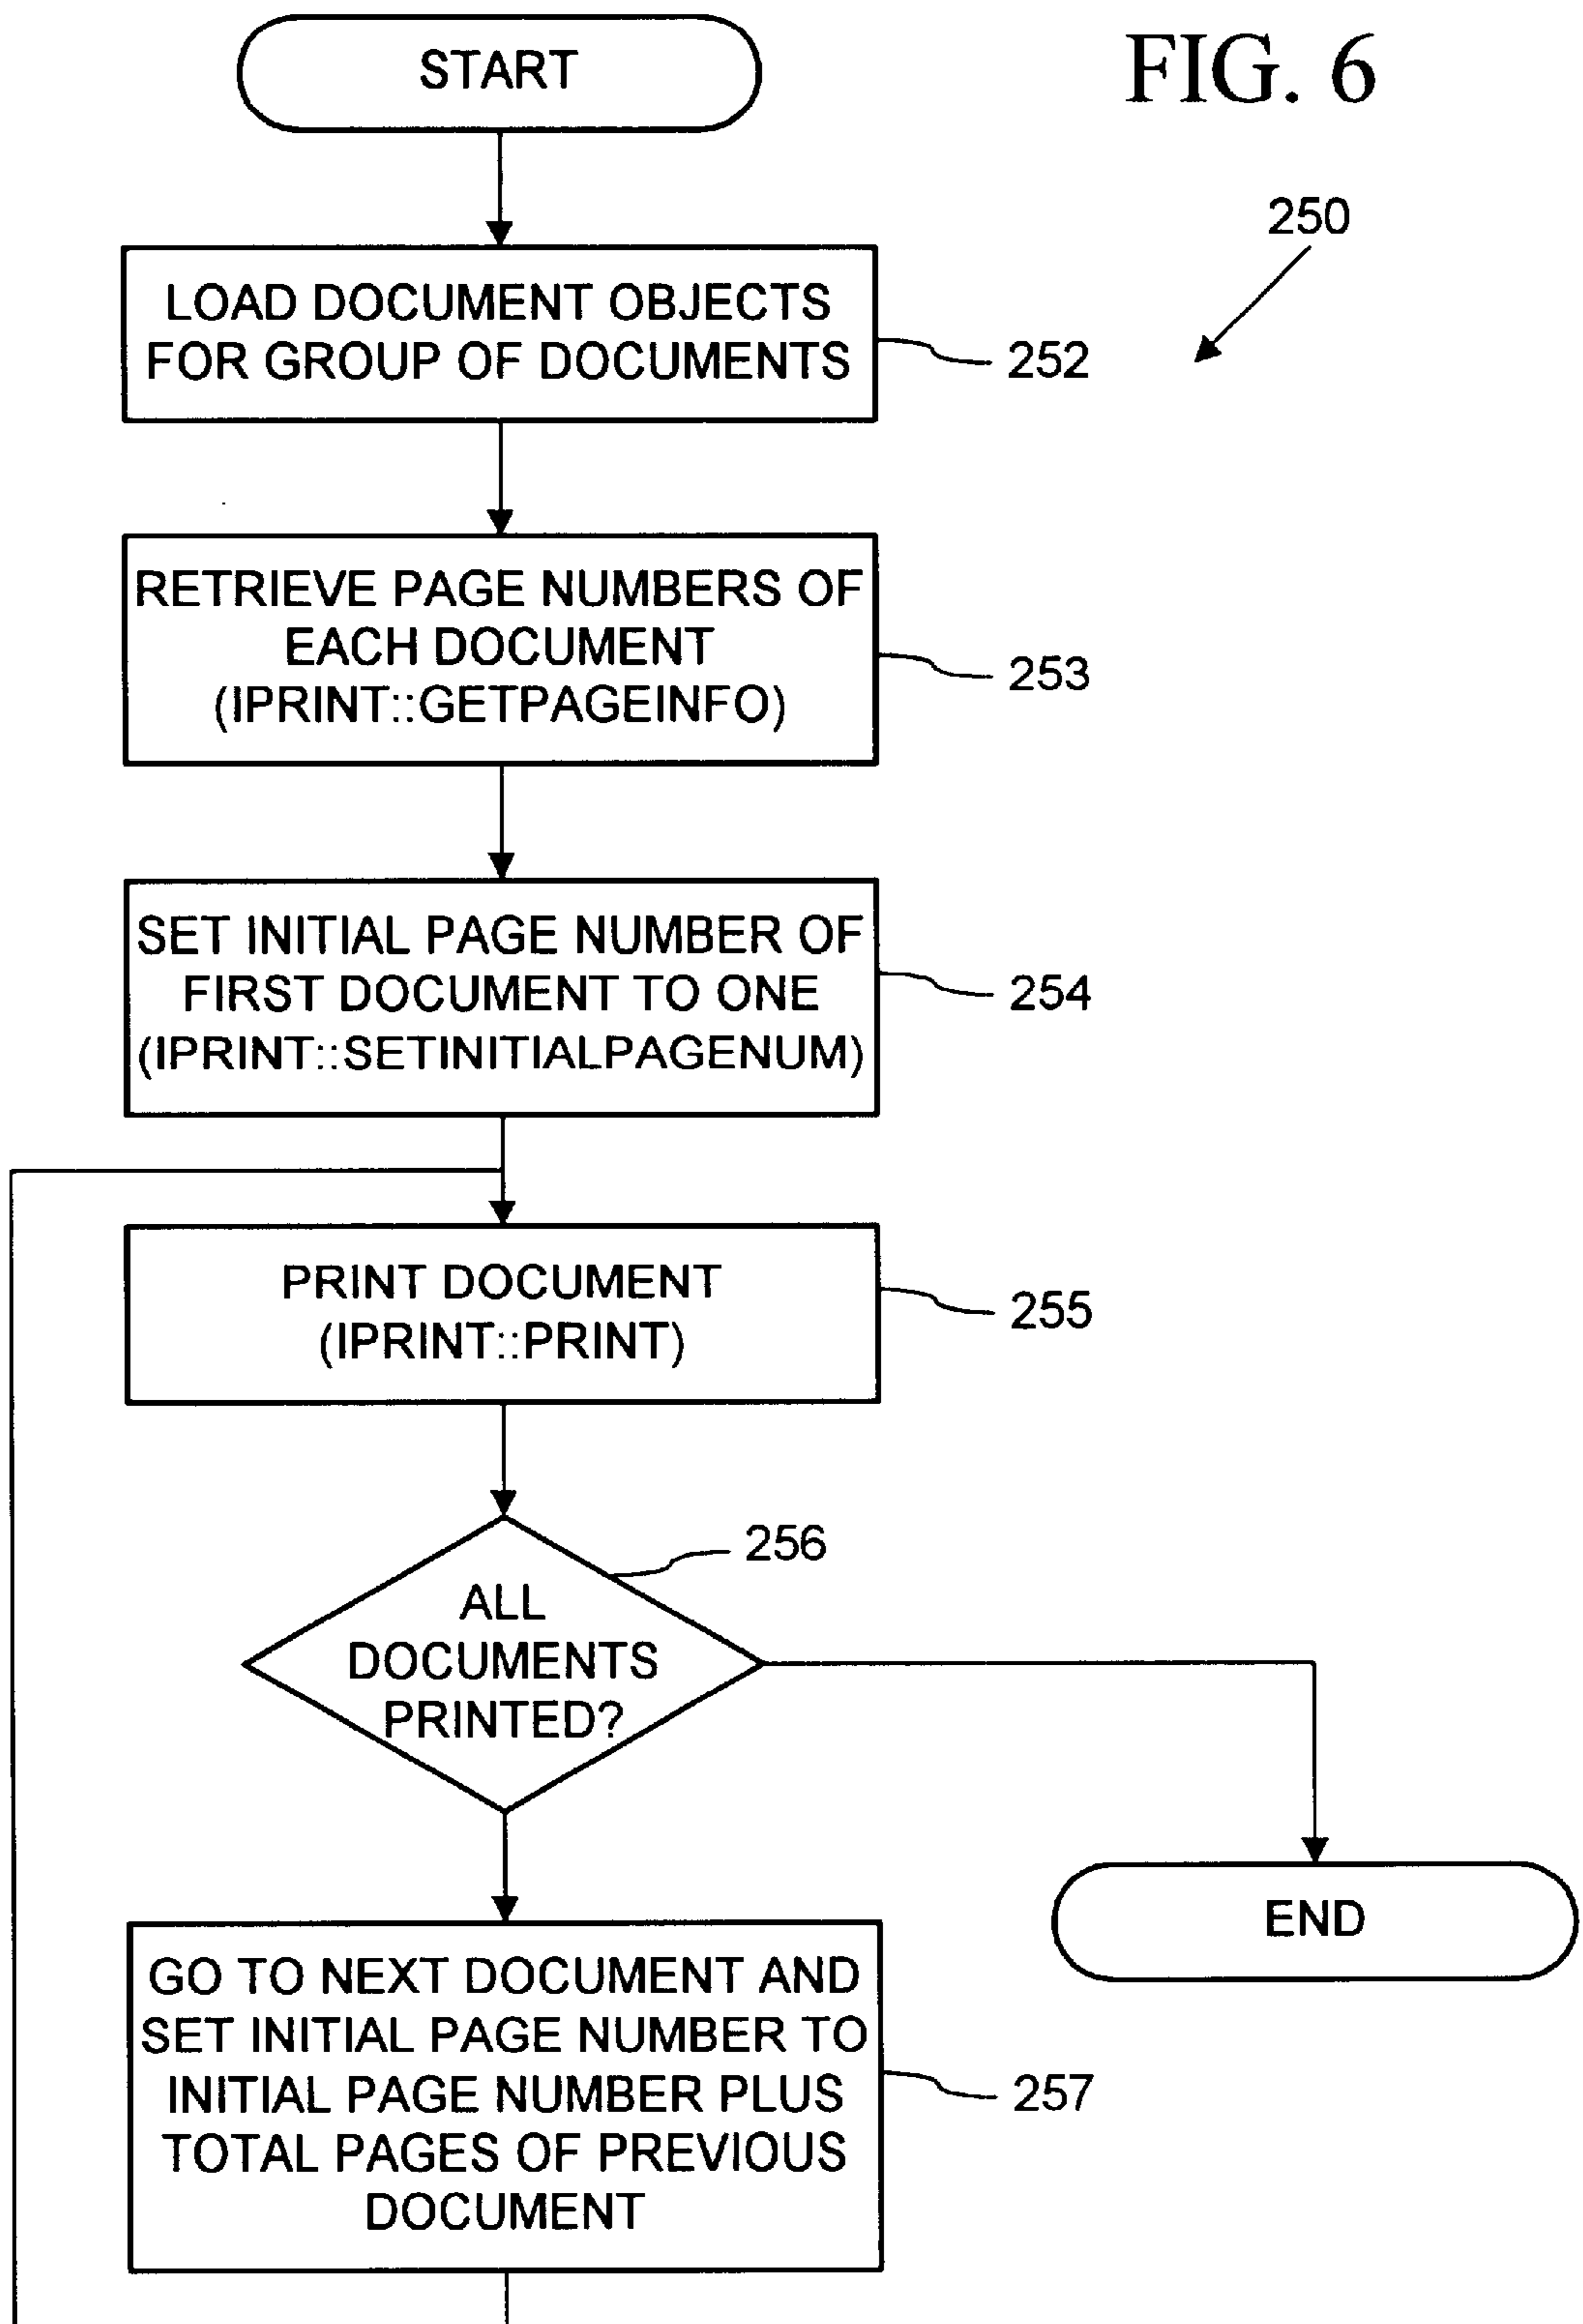 START
FIG. 6
250
LOAD DOCUMENT OBJECTS
FOR GROUP OF DOCUMENTS
252
RETRIEVE PAGE NUMBERS OF
EACH DOCUMENT
(IPRINT::GETPAGEINFO)
253
SET INITIAL PAGE NUMBER OF
FIRST DOCUMENT TO ONE
(IPRINT::SETINITIALPAGENUM)
254
PRINT DOCUMENT
(IPRINT::PRINT)
255
256
ALL
DOCUMENTS
PRINTED?
END
GO TO NEXT DOCUMENT AND
SET INITIAL PAGE NUMBER TO
INITIAL PAGE NUMBER PLUS
TOTAL PAGES OF PREVIOUS
DOCUMENT
257